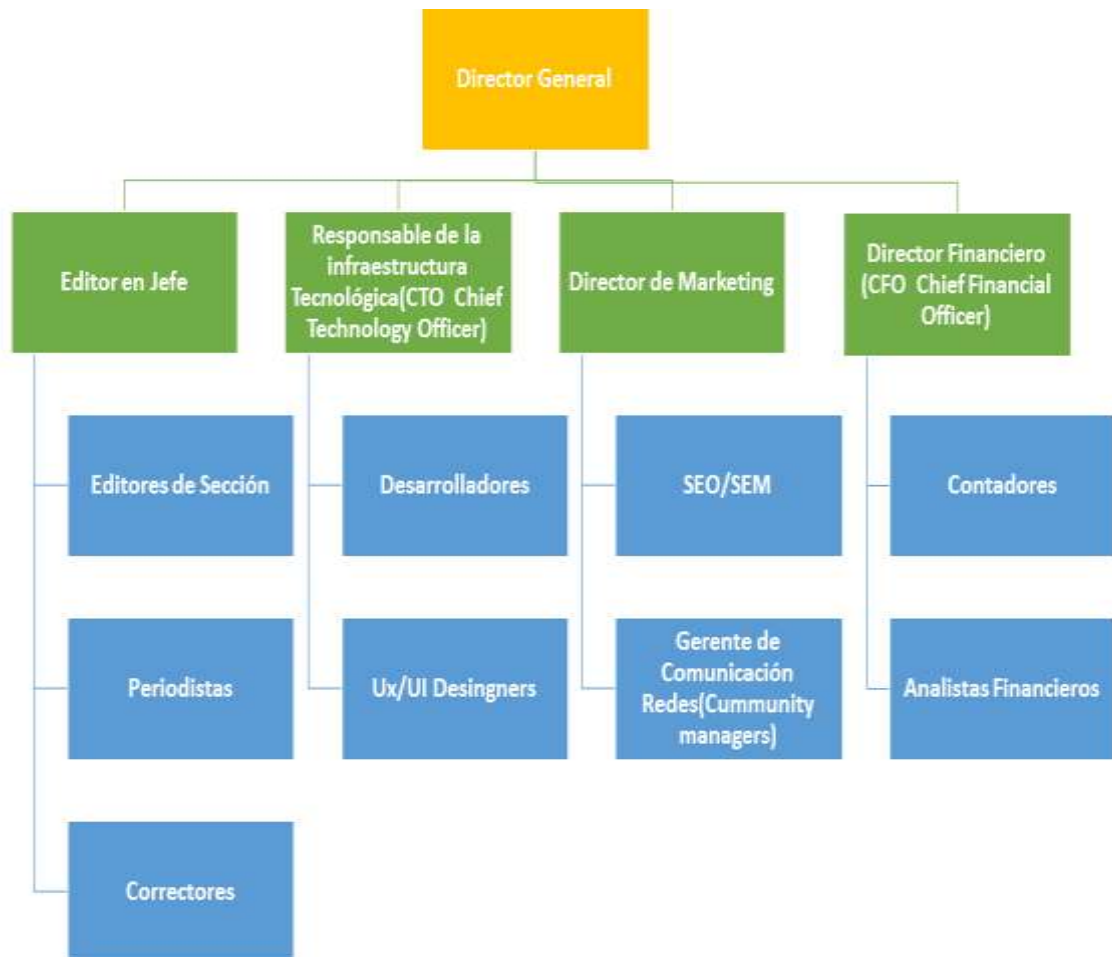 Director General
Editor en Jefe
Responsable de la
infraestructura
Tecnológica(CTO Chief
Technology Officer)
Director de Marketing
Director Financiero
(CFO Chief Financial
Officer)
Editores de Sección
Desarrolladores
SEO/SEM
Contadores
Periodistas
Ux/UI Desingners
Gerente de
Comunicación
Redes(Cummunity
managers)
Analistas Financieros
Correctores